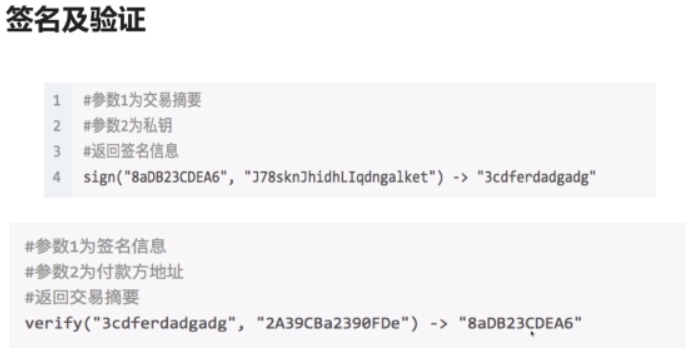 签名及验证
1 #参数1为交易摘要
2 #参数2为私钥
3 #返回签名信息
4 sign("8aDB23CDEA6", "J78sknJhidhLIqdngalket") -> "3cdferdadgadg"
#参数1为签名信息
#参数2为付款方地址
#返回交易摘要
verify("3cdferdadgadg", "2A39CBa2390FDe") -> "8aDB23CDEA6"